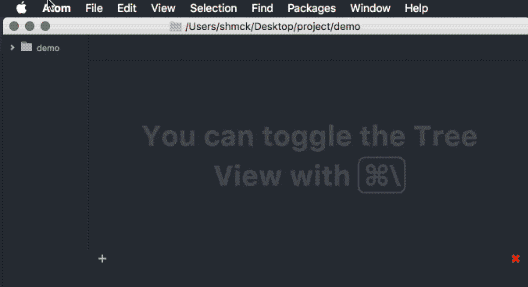 Atom File Edit View Selection Find Packages Window Help
/Users/shmck/Desktop/project/demo
demo
You can toggle the Tree
View with ⌘\